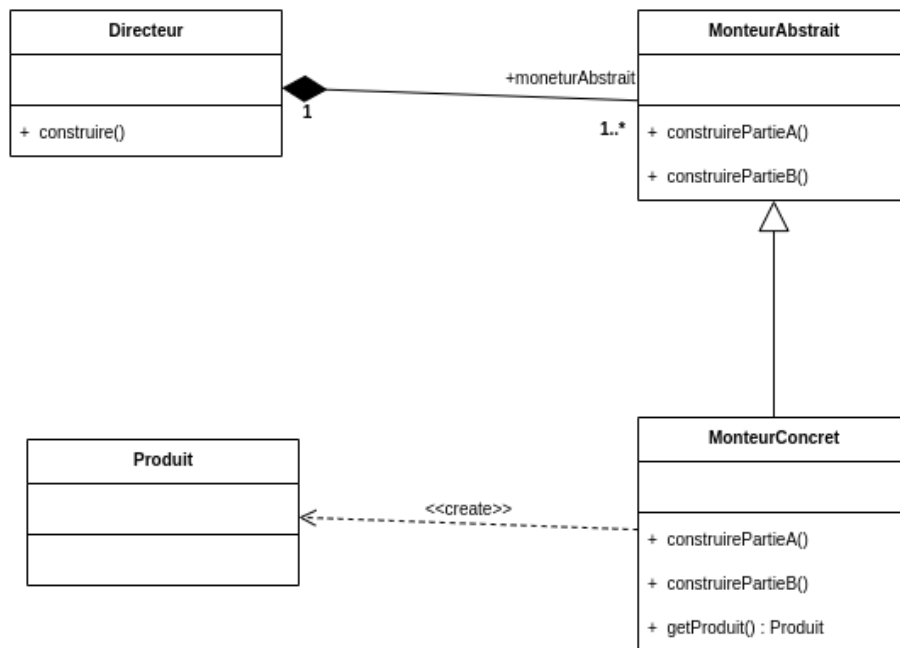 Directeur
+ construire()
1
+moneturAbstrait
1..*
MonteurAbstrait
+ construirePartieA()
+ construirePartieB()
Produit
<<create>>
MonteurConcret
+ construirePartieA()
+ construirePartieB()
+ getProduit() : Produit